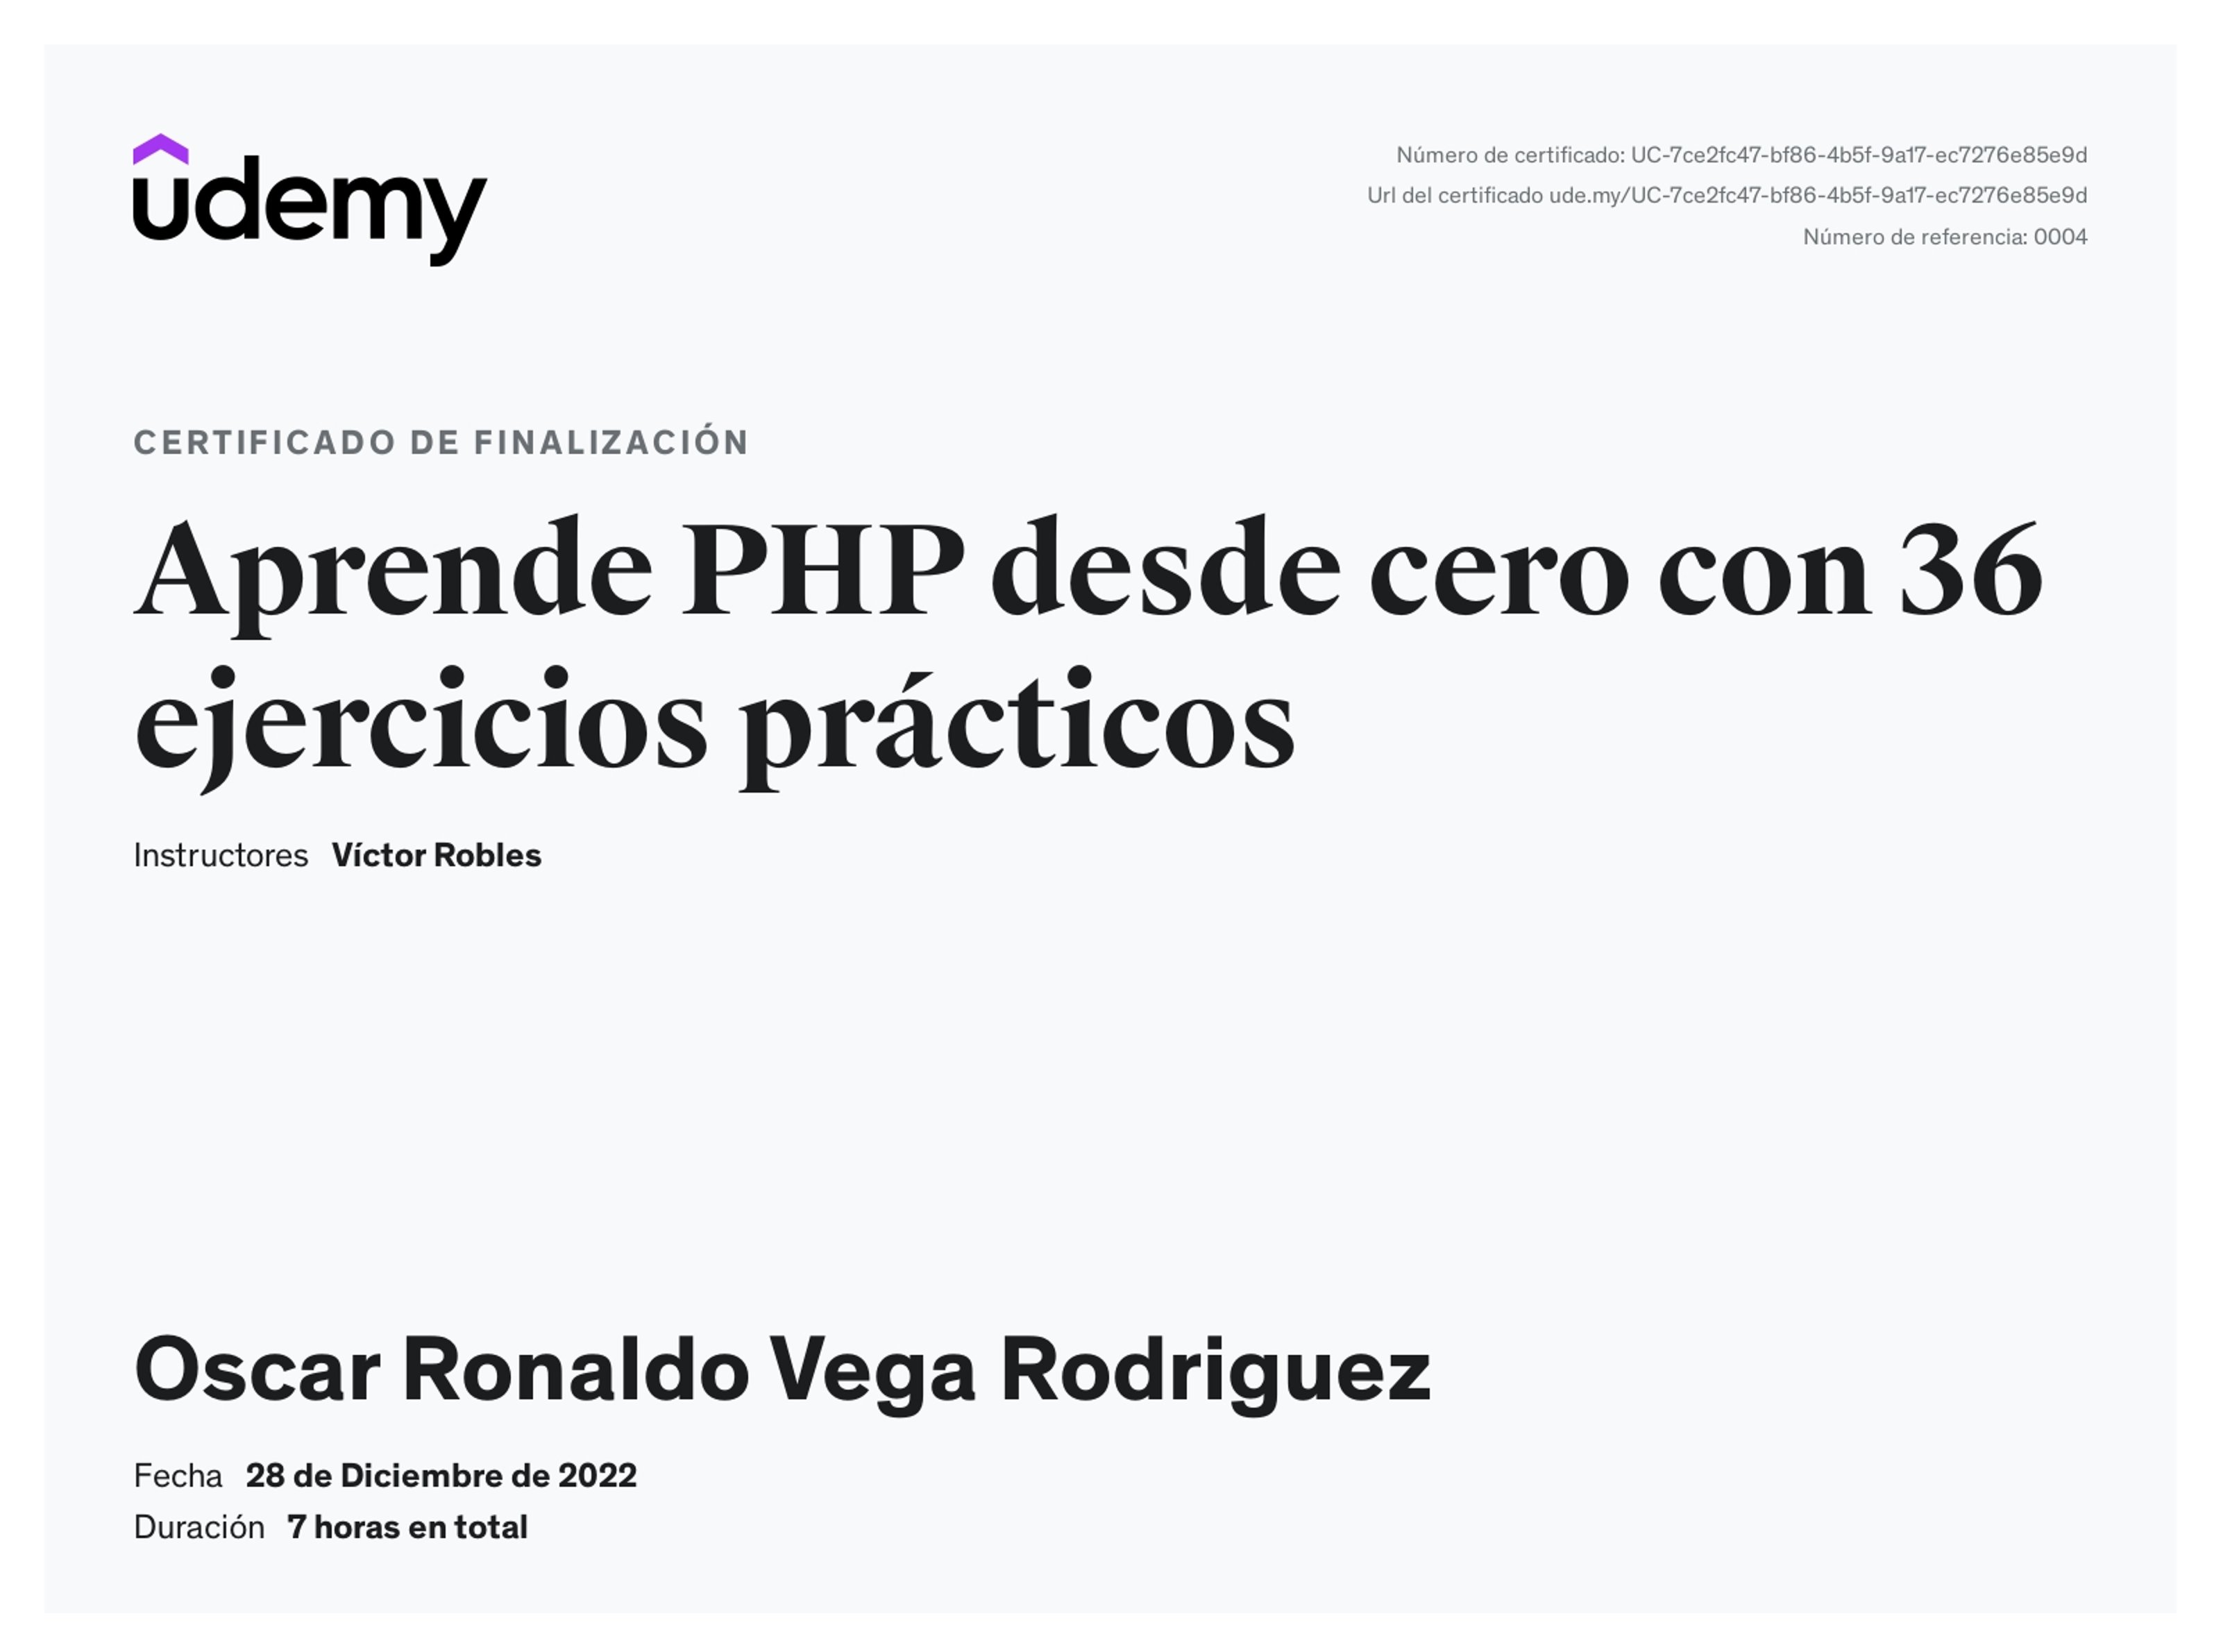 udemy
Número de certificado: UC-7ce2fc47-bf86-4b5f-9a17-ec7276e85e9d
Url del certificado ude.my/UC-7ce2fc47-bf86-4b5f-9a17-ec7276e85e9d
Número de referencia: 0004
CERTIFICADO DE FINALIZACIÓN
Aprende PHP desde cero con 36
ejercicios prácticos
Instructores Víctor Robles
Oscar Ronaldo Vega Rodriguez
Fecha 28 de Diciembre de 2022
Duración 7 horas en total